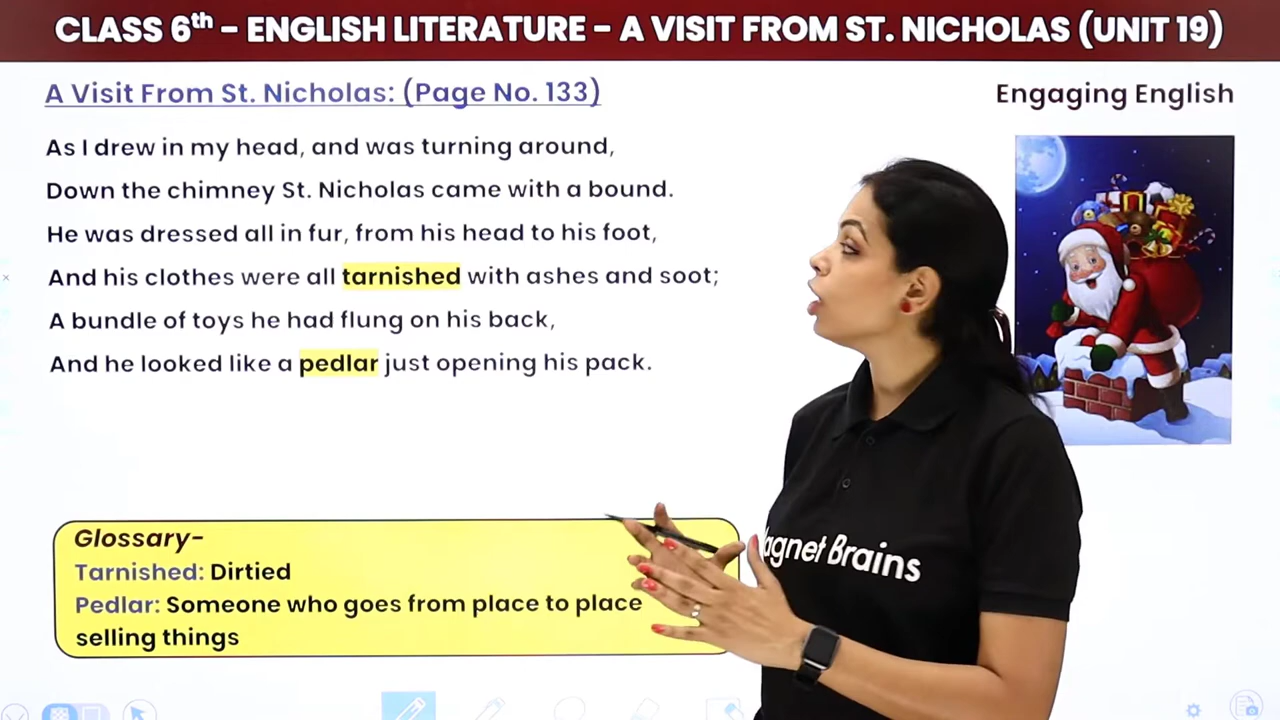 CLASS 6th - ENGLISH LITERATURE - A VISIT FROM ST. NICHOLAS (UNIT 19)
A Visit From St. Nicholas: (Page No. 133)
Engaging English
As I drew in my head, and was turning around,
Down the chimney St. Nicholas came with a bound.
He was dressed all in fur, from his head to his foot,
And his clothes were all tarnished with ashes and soot;
A bundle of toys he had flung on his back,
And he looked like a pedlar just opening his pack.
Glossary-
Tarnished: Dirtied
Pedlar: Someone who goes from place to place
selling things
agnet Brains